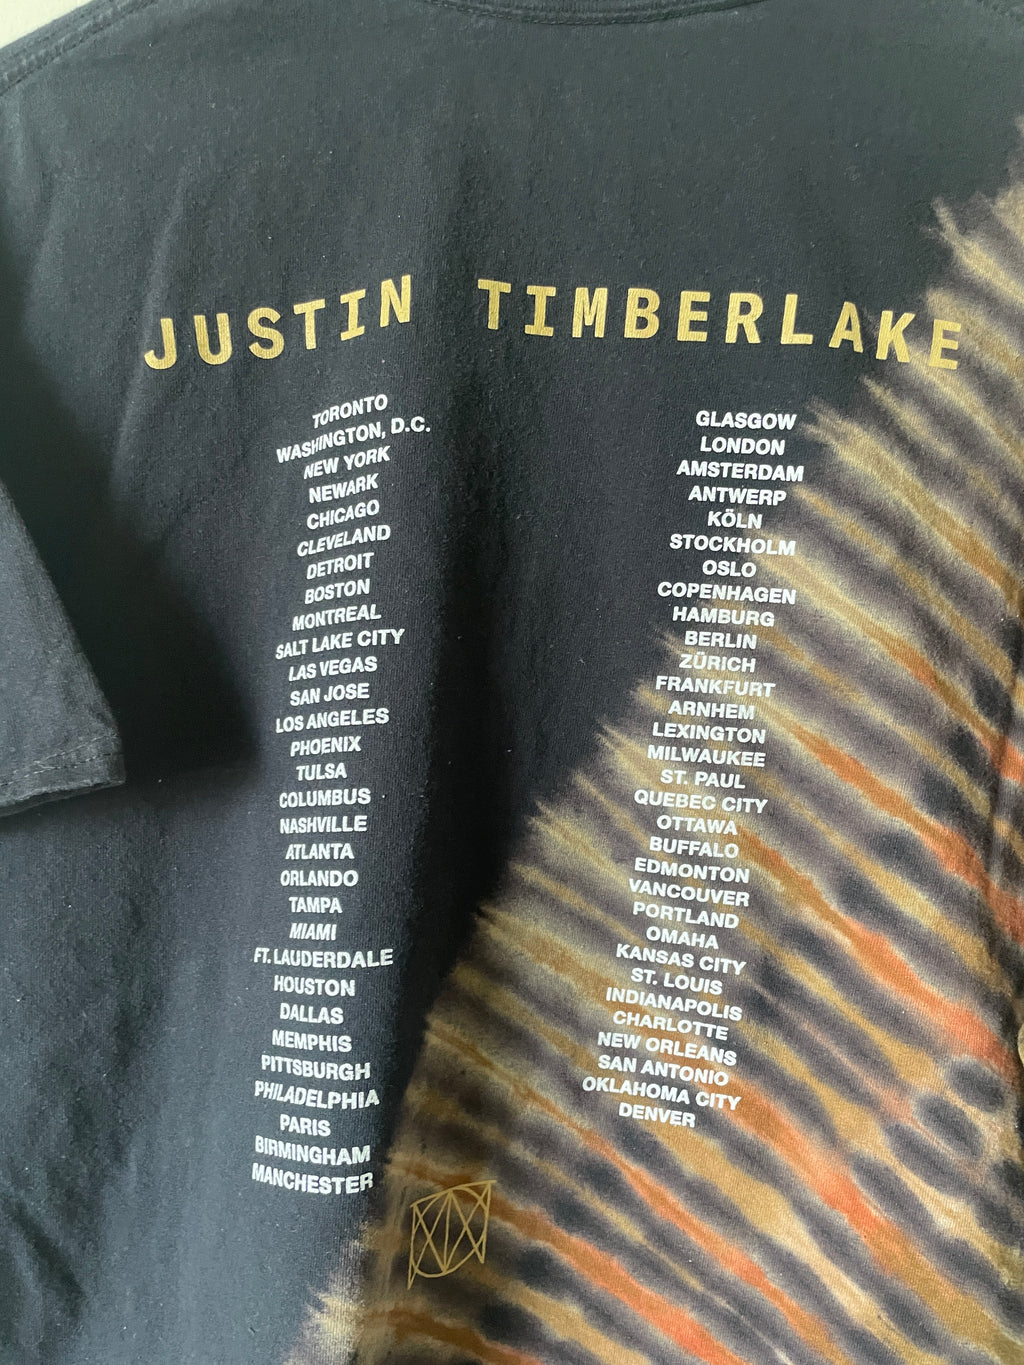 JUSTIN TIMBERLAKE
TORONTO
WASHINGTON, D.C.
NEW YORK
NEWARK
CHICAGO
CLEVELAND
DETROIT
BOSTON
MONTREAL
SALT LAKE CITY
LAS VEGAS
SAN JOSE
LOS ANGELES
PHOENIX
TULSA
COLUMBUS
NASHVILLE
ATLANTA
ORLANDO
TAMPA
MIAMI
FT. LAUDERDALE
HOUSTON
DALLAS
MEMPHIS
PITTSBURGH
PHILADELPHIA
PARIS
BIRMINGHAM
MANCHESTER
GLASGOW
LONDON
AMSTERDAM
ANTWERP
KÖLN
STOCKHOLM
OSLO
COPENHAGEN
HAMBURG
BERLIN
ZÜRICH
FRANKFURT
ARNHEM
LEXINGTON
MILWAUKEE
ST. PAUL
QUEBEC CITY
OTTAWA
BUFFALO
EDMONTON
VANCOUVER
PORTLAND
OMAHA
KANSAS CITY
ST. LOUIS
INDIANAPOLIS
CHARLOTTE
NEW ORLEANS
SAN ANTONIO
OKLAHOMA CITY
DENVER